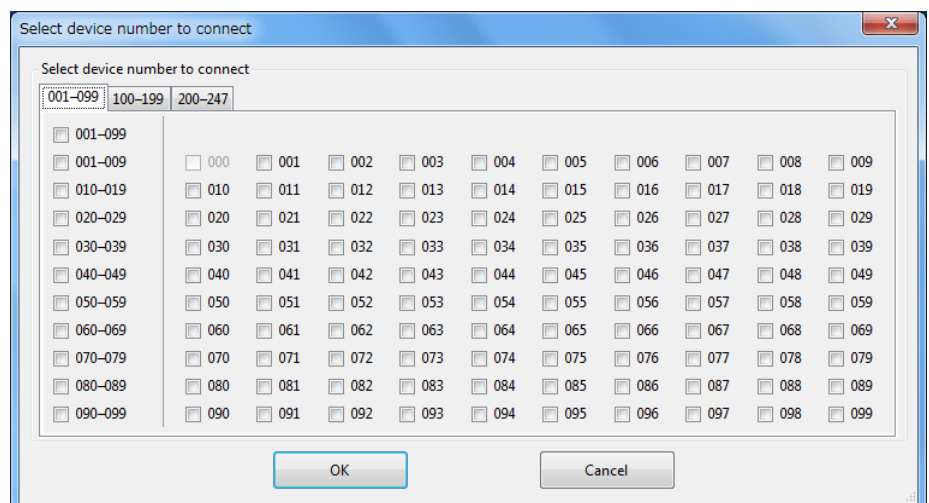 Select device number to connect
x
Select device number to connect
001–099 100–199 200–247
001–099
001–009 000 001 002 003 004 005 006 007 008 009
010–019 010 011 012 013 014 015 016 017 018 019
020–029 020 021 022 023 024 025 026 027 028 029
030–039 030 031 032 033 034 035 036 037 038 039
040–049 040 041 042 043 044 045 046 047 048 049
050–059 050 051 052 053 054 055 056 057 058 059
060–069 060 061 062 063 064 065 066 067 068 069
070–079 070 071 072 073 074 075 076 077 078 079
080–089 080 081 082 083 084 085 086 087 088 089
090–099 090 091 092 093 094 095 096 097 098 099
OK Cancel